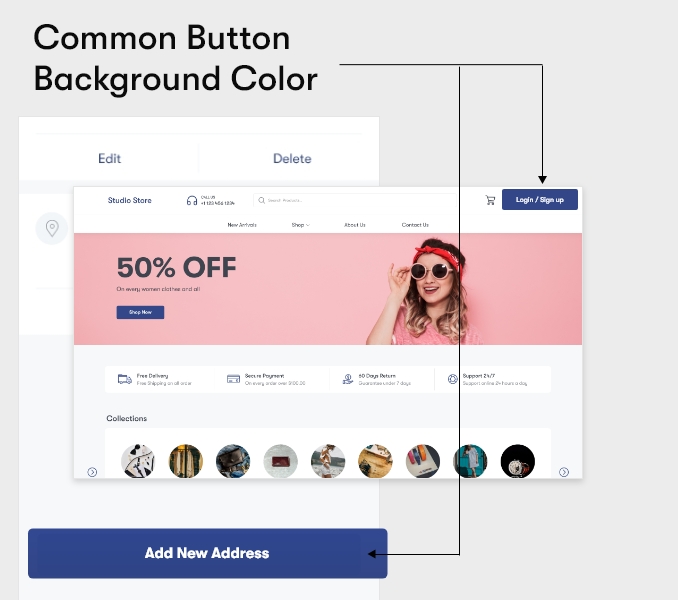 Common Button
Background Color
Edit
Delete
Studio Store
CALL US
+1 123 456 1234
Search Products...
Login / Sign up
New Arrivals
Shop
About Us
Contact Us
50% OFF
On every women clothes and all
Shop Now
Free Delivery
Free Shipping on all order
Secure Payment
On every order over $100.00
60 Days Return
Guarantee under 7 days
Support 24/7
Support online 24 hours a day
Collections
Add New Address